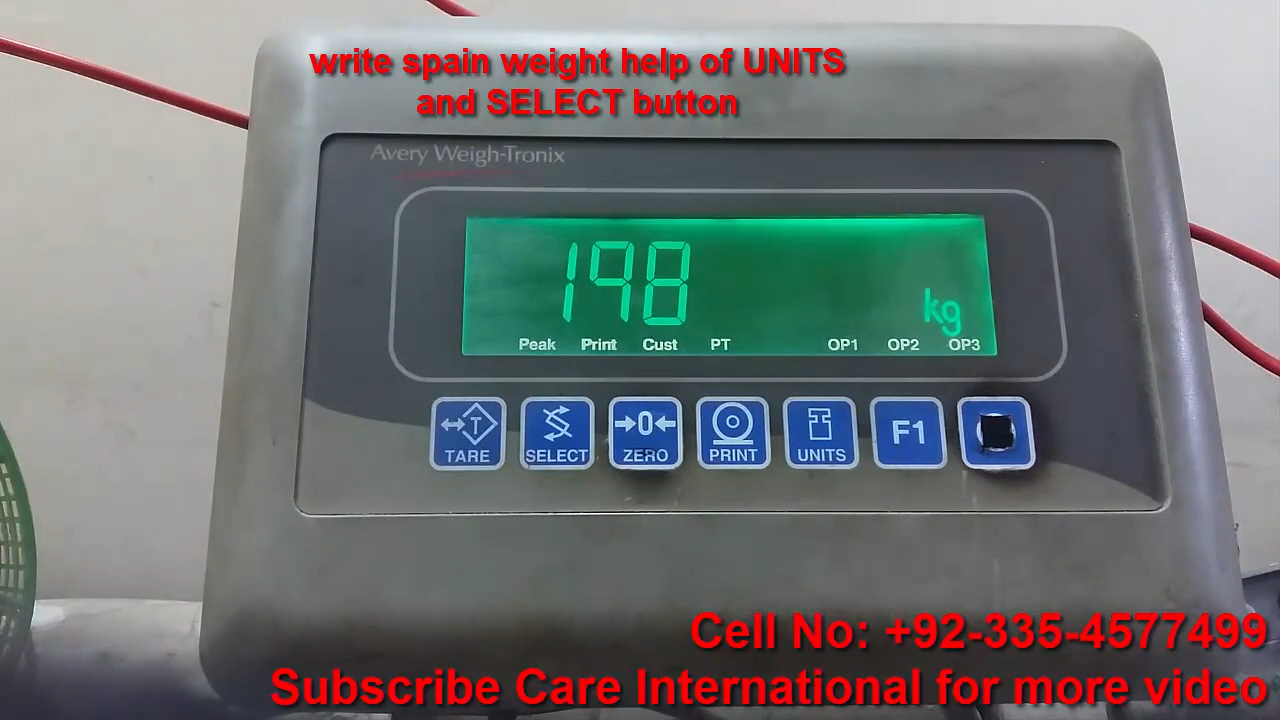 write spain weight help of UNITS
and SELECT button
Avery Weigh-Tronix
198
kg
Peak Print Cust PT OP1 OP2 OP3
T
TARE SELECT →0← ZERO PRINT UNITS F1
Cell No: +92-335-4577499
Subscribe Care International for more video